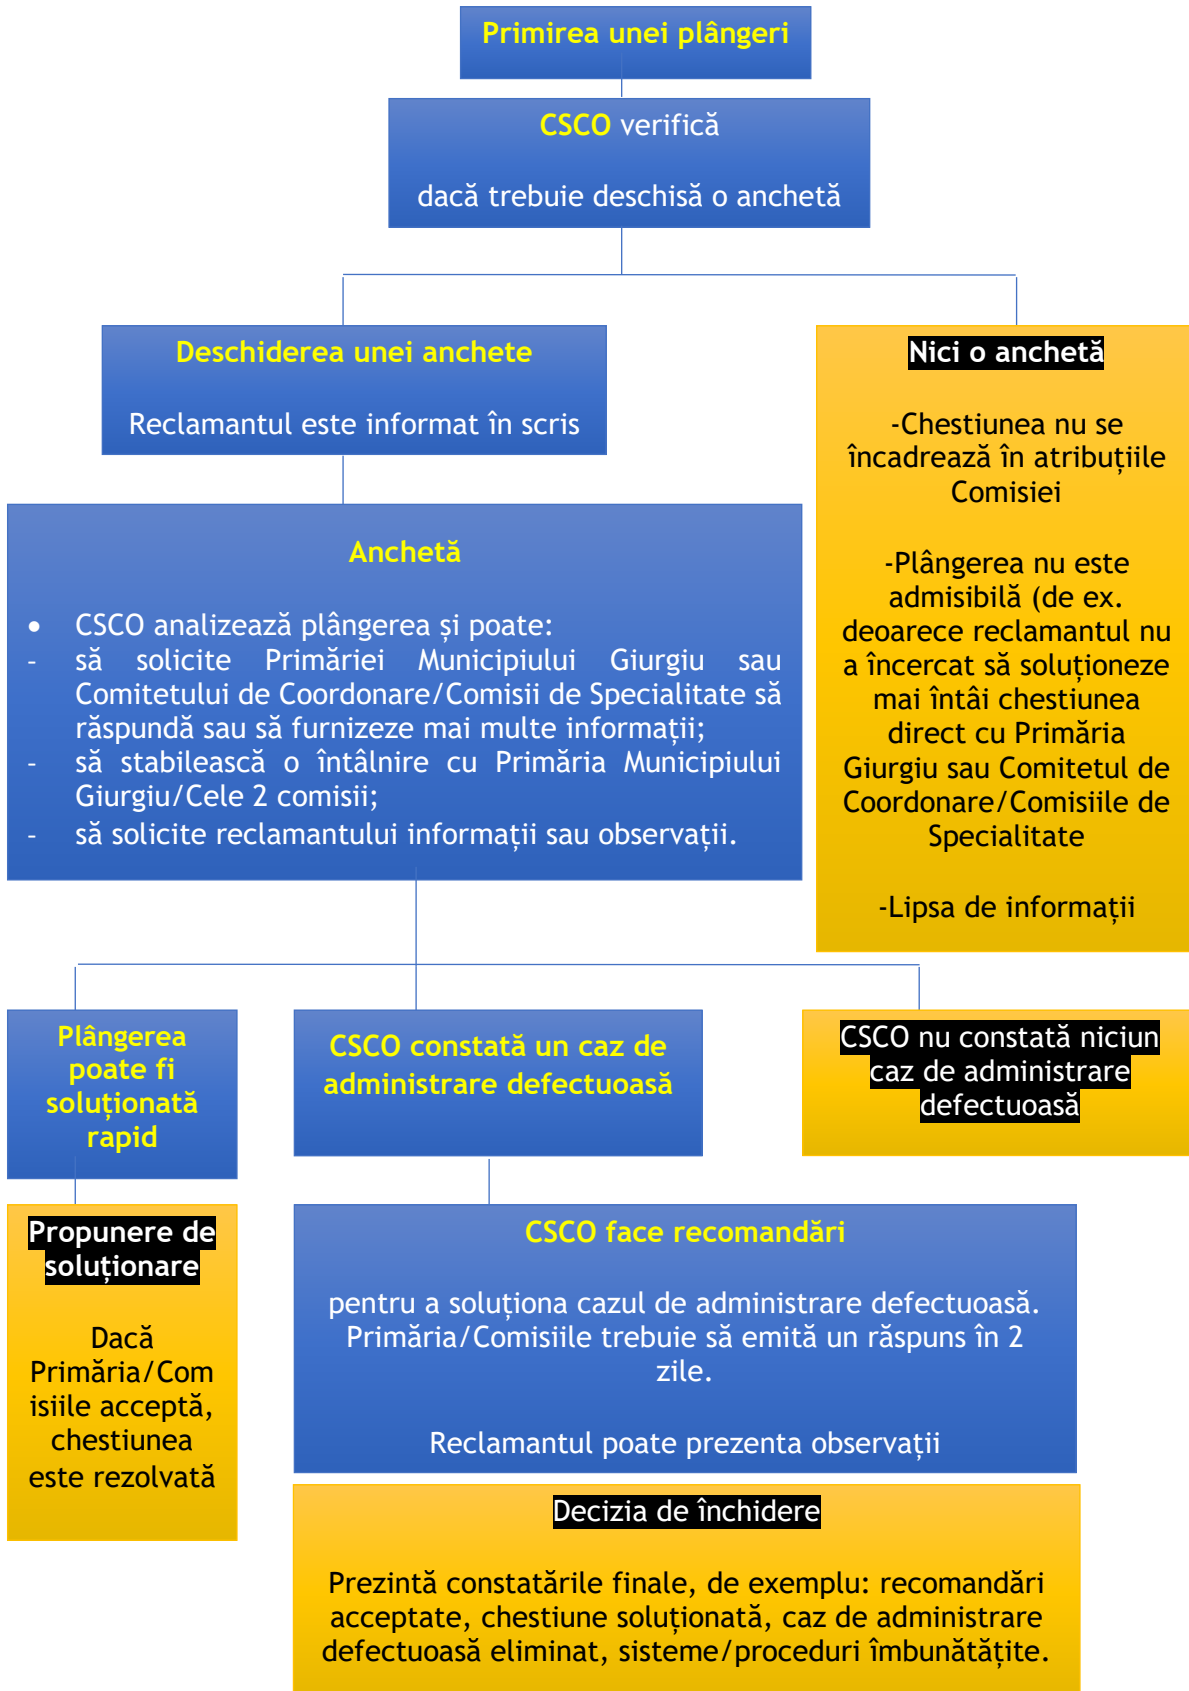 Primirea unei plângeri
CSCO verifică
dacă trebuie deschisă o anchetă
Deschiderea unei anchete
Reclamantul este informat în scris
Nici o anchetă
-Chestiunea nu se
încadrează în atribuțiile
Comisiei
-Plângerea nu este
admisibilă (de ex.
deoarece reclamantul nu
a încercat să soluționeze
mai întâi chestiunea
direct cu Primăria
Giurgiu sau Comitetul de
Coordonare/Comisiile de
Specialitate
-Lipsa de informații
Anchetă
• CSCO analizează plângerea și poate:
- să solicite Primăriei Municipiului Giurgiu sau
Comitetului de Coordonare/Comisii de Specialitate să
răspundă sau să furnizeze mai multe informații;
- să stabilească o întâlnire cu Primăria Municipiului
Giurgiu/Cele 2 comisii;
- să solicite reclamantului informații sau observații.
Plângerea
poate fi
soluționată
rapid
CSCO constată un caz de
administrare defectuoasă
CSCO nu constată niciun
caz de administrare
defectuoasă
Propunere de
soluționare
Dacă
Primăria/Com
isiile acceptă,
chestiunea
este rezolvată
CSCO face recomandări
pentru a soluționa cazul de administrare defectuoasă.
Primăria/Comisiile trebuie să emită un răspuns în 2
zile.
Reclamantul poate prezenta observații
Decizia de închidere
Prezintă constatările finale, de exemplu: recomandări
acceptate, chestiune soluționată, caz de administrare
defectuoasă eliminat, sisteme/proceduri îmbunătățite.